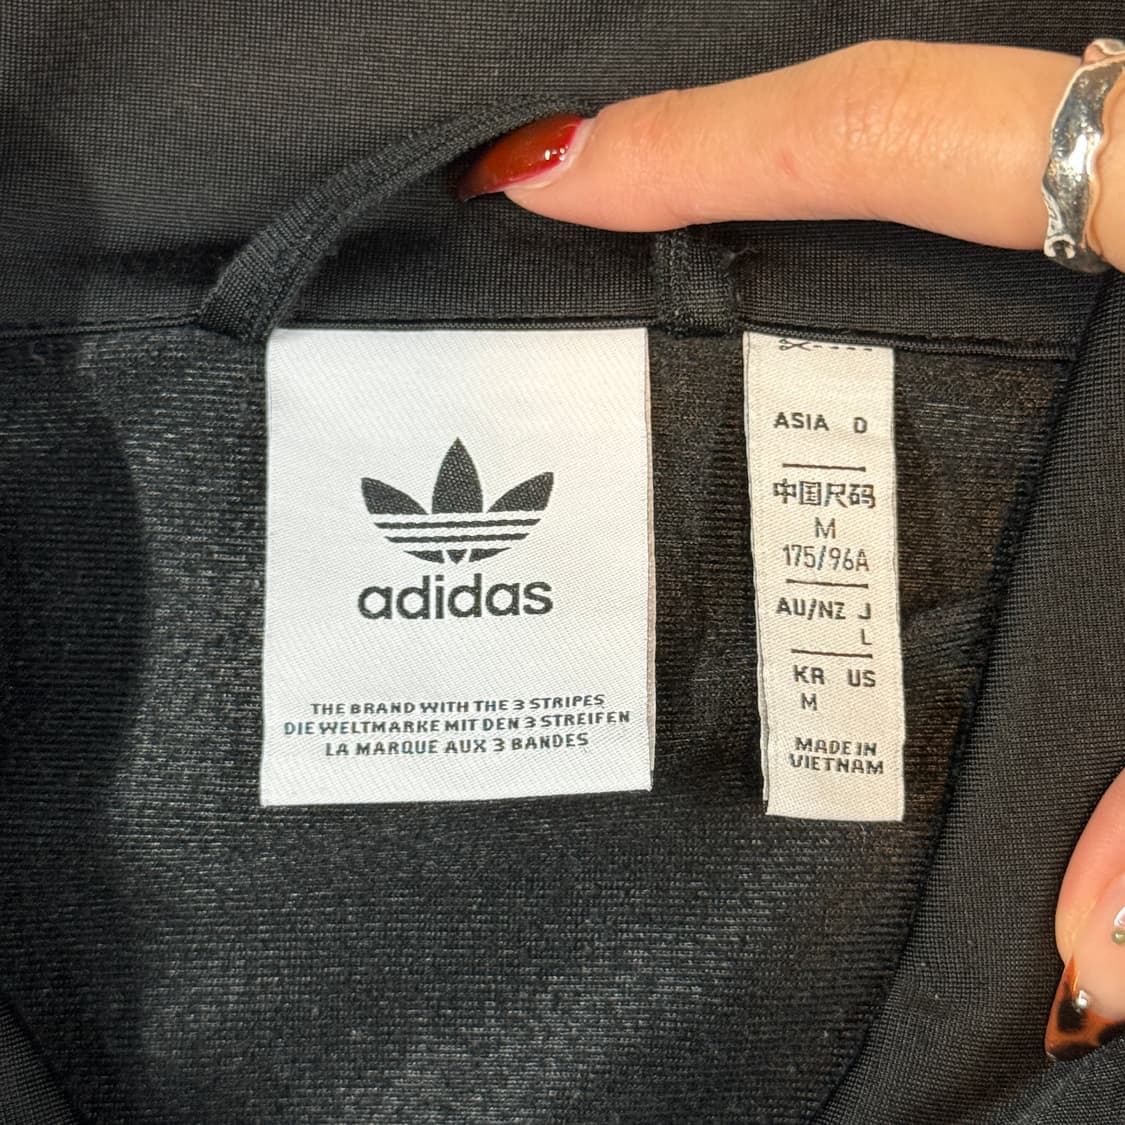 adidas
THE BRAND WITH THE 3 STRIPES
DIE WELTMARKE MIT DEN 3 STREIFEN
LA MARQUE AUX 3 BANDES
ASIA D
中国尺码
M
175/96A
AU/NZ J
L
KR US
M
MADE IN
VIETNAM